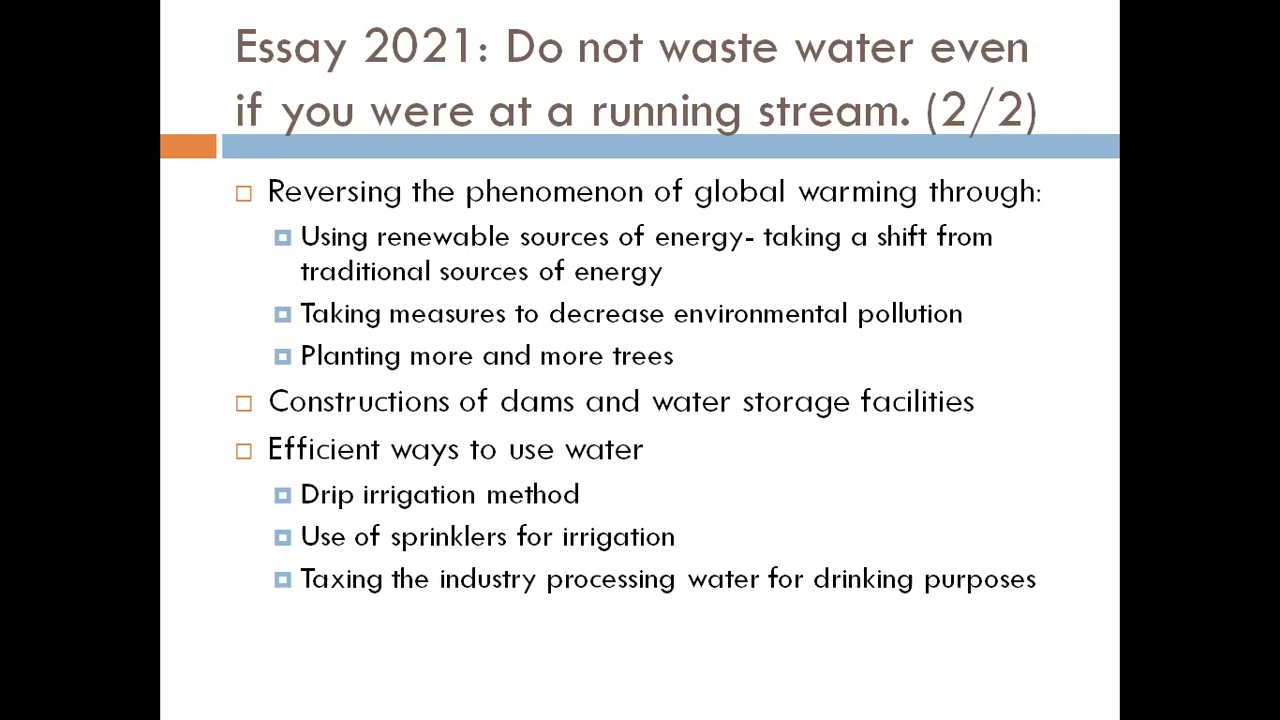 Essay 2021: Do not waste water even
if you were at a running stream. (2/2)
Reversing the phenomenon of global warming through:
Using renewable sources of energy- taking a shift from
traditional sources of energy
Taking measures to decrease environmental pollution
Planting more and more trees
Constructions of dams and water storage facilities
Efficient ways to use water
Drip irrigation method
Use of sprinklers for irrigation
Taxing the industry processing water for drinking purposes